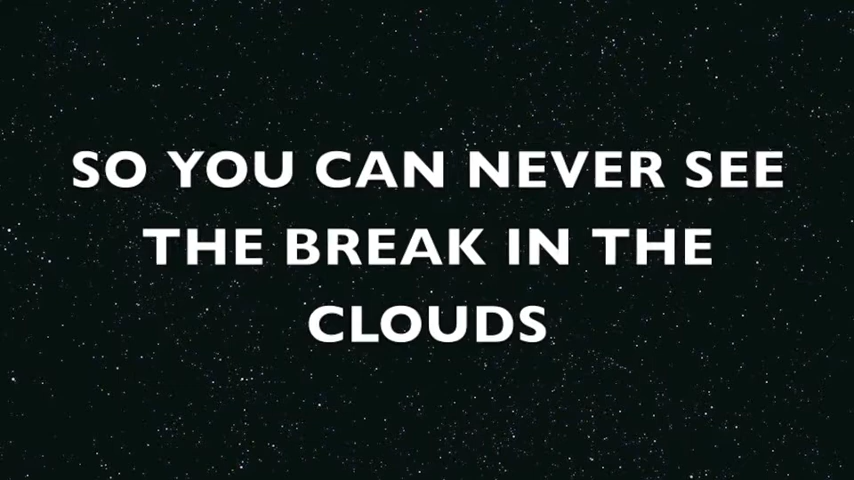 SO YOU CAN NEVER SEE
THE BREAK IN THE
CLOUDS